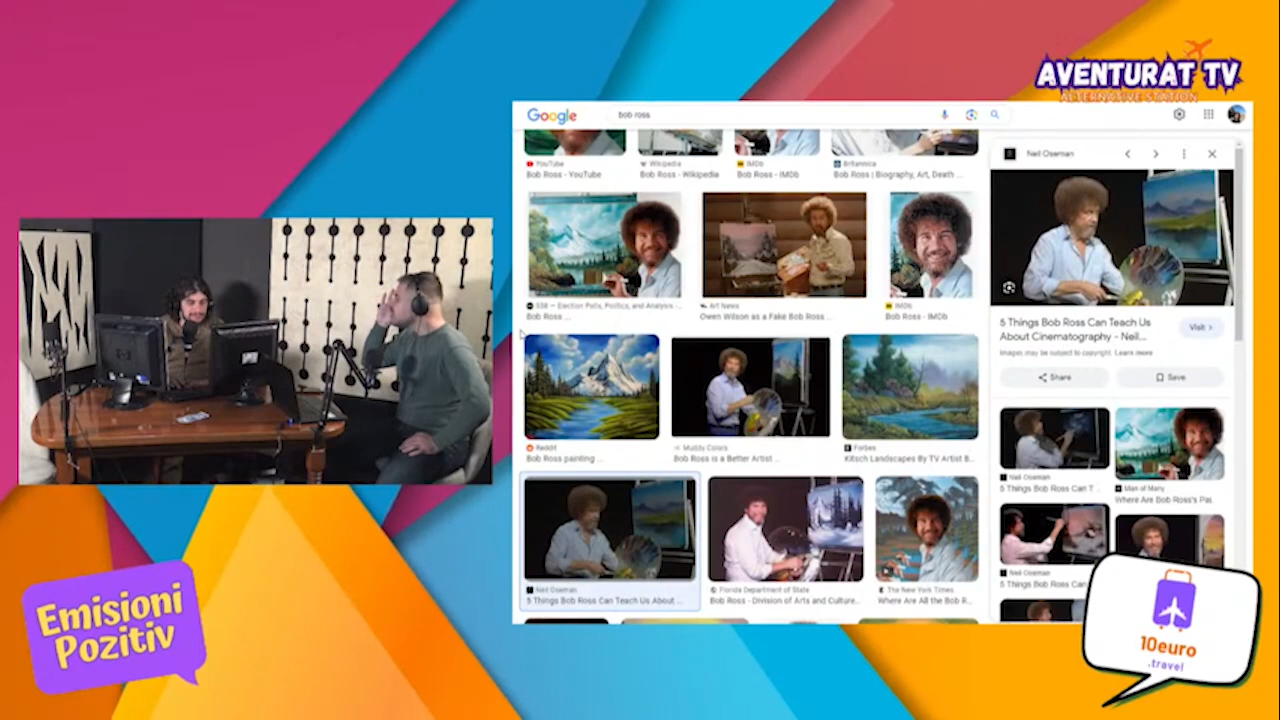 AVENTURAT TV
ALTERNATIVE STATION
Google
bob ross
YouTube
Bob Ross - YouTube
Wikipedia
Bob Ross - Wikipedia
IMDb
Bob Ross - IMDb
Britannica
Bob Ross | Biography, Art, Death ...
538 — Election Polls, Politics, and Analysis -...
Bob Ross ...
Art News
Owen Wilson as a Fake Bob Ross ...
IMDb
Bob Ross - IMDb
Reddit
Bob Ross painting ...
Muddy Colors
Bob Ross is a Better Artist ...
Forbes
Kitsch Landscapes By TV Artist B...
Neil Oseman
5 Things Bob Ross Can Teach Us About ...
Florida Department of State
Bob Ross - Division of Arts and Culture...
The New York Times
Where Are All the Bob R...
Neil Oseman
5 Things Bob Ross Can Teach Us
About Cinematography - Neil...
Visit
Images may be subject to copyright. Learn more
Share
Save
Neil Oseman
5 Things Bob Ross Can T...
Man of Many
Where Are Bob Ross's Pai.
Neil Oseman
5 Things Bob Ross Can
Emisioni
Pozitiv
10euro
.travel